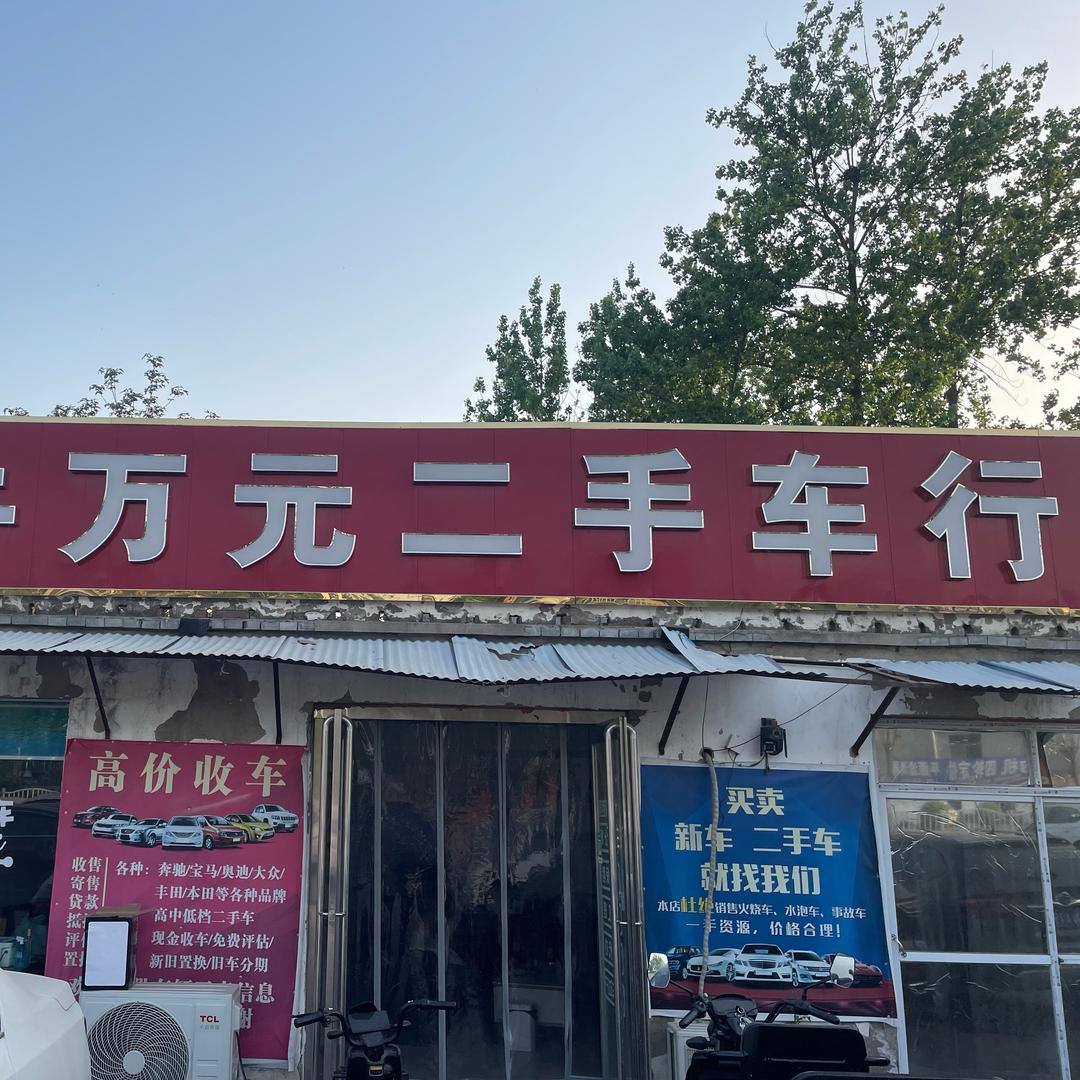 万元二手车行
高价收车
收售
寄售
贷款
各种：奔驰/宝马/奥迪/大众/
丰田/本田等各种品牌
高中低档二手车
现金收车/免费评估/
新旧置换/旧车分期
信息
TCL
买卖
新车 二手车
就找我们
本店杜绝销售火烧车、水泡车、事故车
一手资源，价格合理！